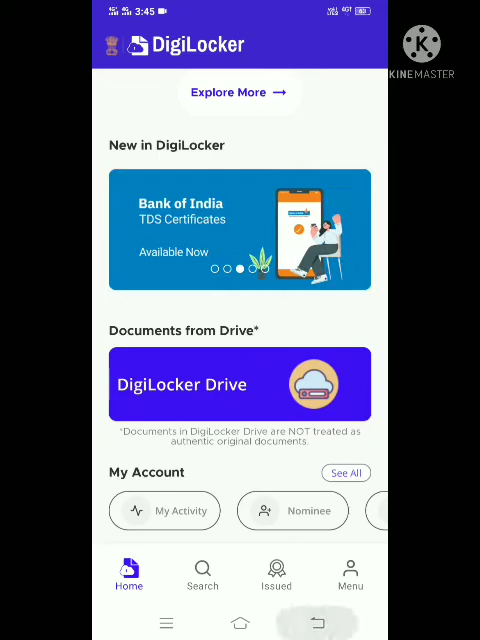 3:45
DigiLocker
KINEMASTER
Explore More →
New in DigiLocker
Bank of India
TDS Certificates
Available Now
Documents from Drive*
DigiLocker Drive
*Documents in DigiLocker Drive are NOT treated as
authentic original documents.
My Account
See All
My Activity
Nominee
Home
Search
Issued
Menu